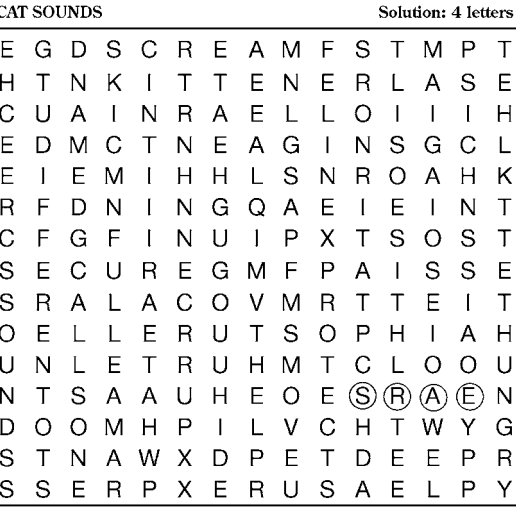 CAT SOUNDS Solution: 4 letters
E G D S C R E A M F S T M P T
H T N K I T T E N E R L A S E
C U A I N R A E L L O I I I H
E D M C T N E A G I N S G C L
E I E M I H H L S N R O A H K
R F D N I N G Q A E I E I N T
C F G F I N U I P X T S O S T
S E C U R E G M F P A I S S E
S R A L A C O V M R T T E I T
O E L L E R U T S O P H I A H
U N L E T R U H M T C L O O U
N T S A A U H E O E S R A E N
D O O M H P I L V C H T W Y G
S T N A W X D P E T D E E P R
S S E R P X E R U S A E L P Y